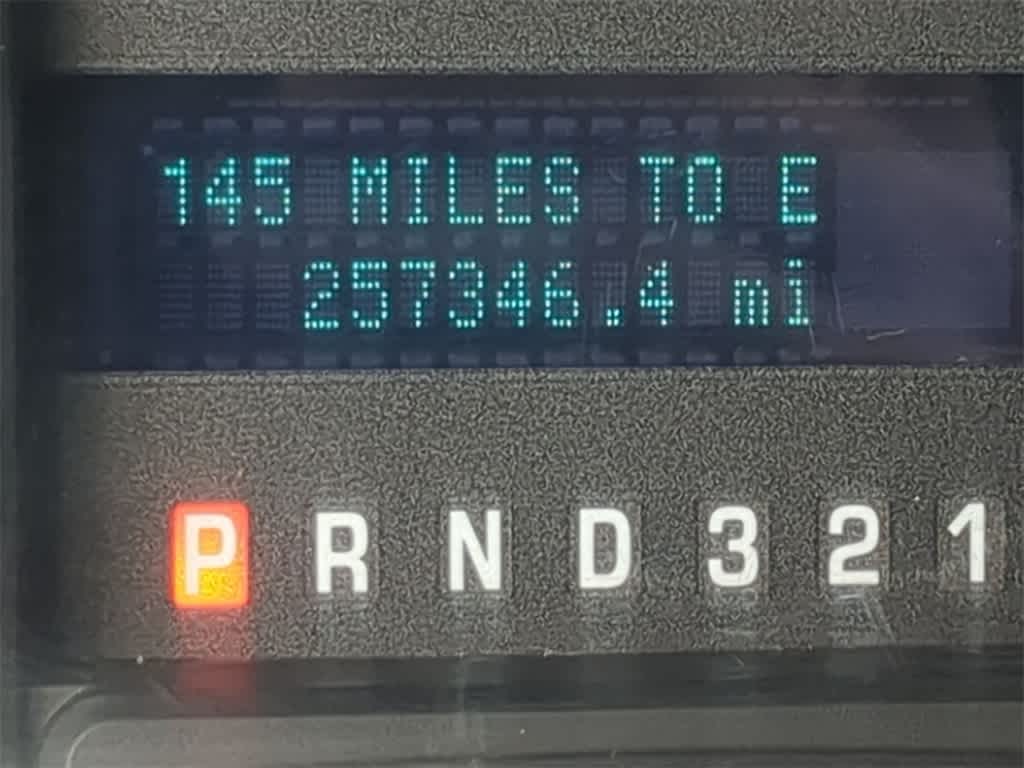 145 MILES TO E
257346.4 mi
P R N D 3 2 1